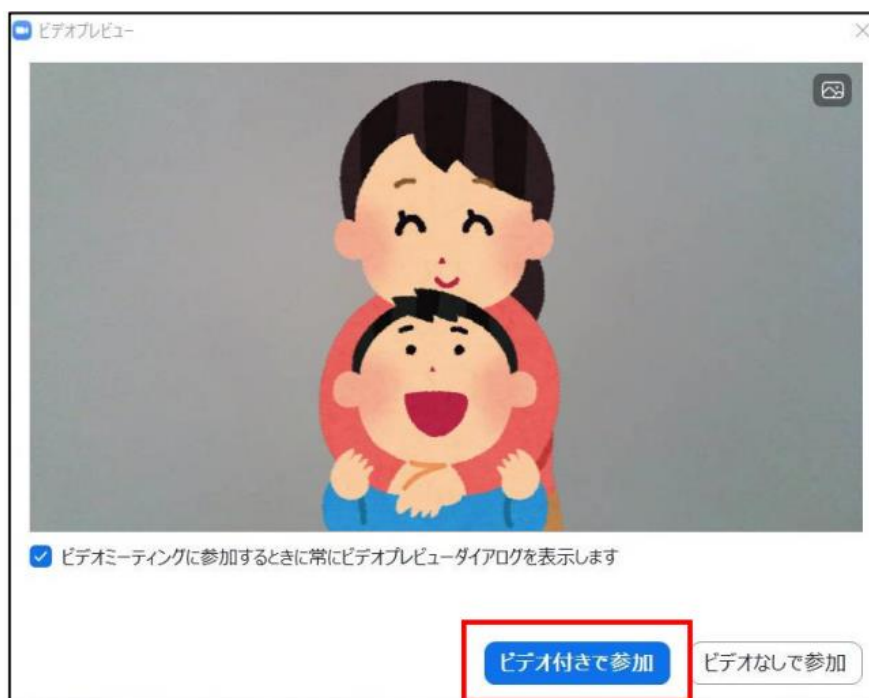 ビデオプレビュー
ビデオミーティングに参加するときに常にビデオプレビューダイアログを表示します
ビデオ付きで参加
ビデオなしで参加